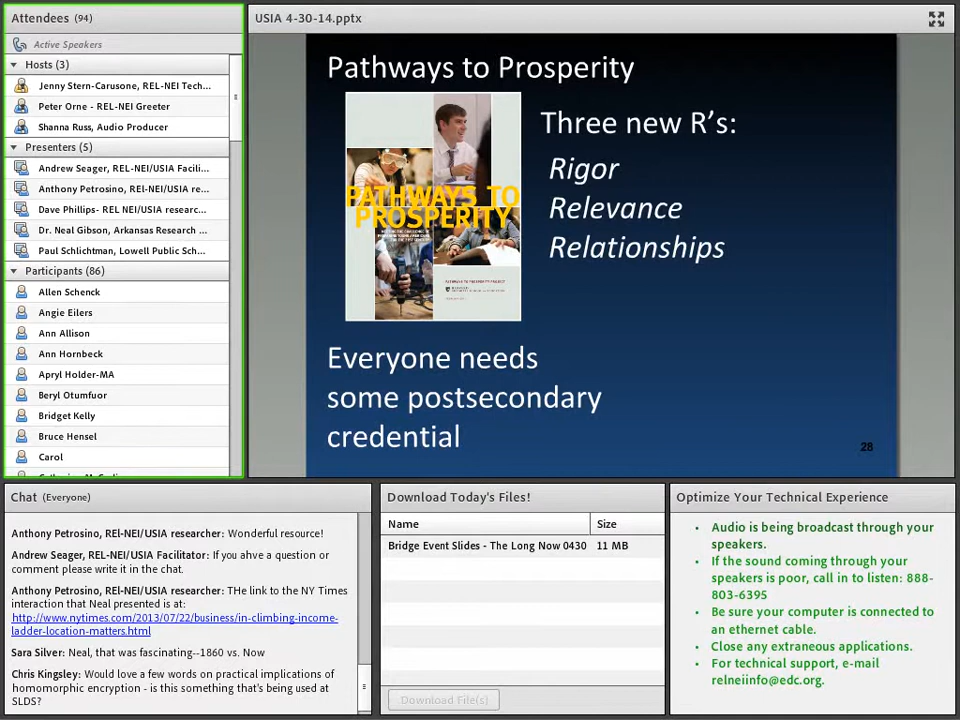 Attendees (94)
Active Speakers
Hosts (3)
Jenny Stern-Carusone, REL-NEI Tech...
Peter Orne - REL-NEI Greeter
Shanna Russ, Audio Producer
Presenters (5)
Andrew Seager, REL-NEI/USIA Facili...
Anthony Petrosino, REl-NEI/USIA re...
Dave Phillips- REL NEI/USIA researc...
Dr. Neal Gibson, Arkansas Research ...
Paul Schlichtman, Lowell Public Sch...
Participants (86)
Allen Schenck
Angie Eilers
Ann Allison
Ann Hornbeck
Apryl Holder-MA
Beryl Otumfuor
Bridget Kelly
Bruce Hensel
Carol
USIA 4-30-14.pptx
Pathways to Prosperity
PATHWAYS TO
PROSPERITY
Three new R's:
Rigor
Relevance
Relationships
Everyone needs
some postsecondary
credential
28
Chat (Everyone)
Anthony Petrosino, REl-NEI/USIA researcher: Wonderful resource!
Andrew Seager, REL-NEI/USIA Facilitator: If you ahve a question or
comment please write it in the chat.
Anthony Petrosino, REl-NEI/USIA researcher: THe link to the NY Times
interaction that Neal presented is at:
http://www.nytimes.com/2013/07/22/business/in-climbing-income-
ladder-location-matters.html
Sara Silver: Neal, that was fascinating--1860 vs. Now
Chris Kingsley: Would love a few words on practical implications of
homomorphic encryption - is this something that's being used at
SLDS?
Download Today's Files!
Name Size
Bridge Event Slides - The Long Now 0430 11 MB
Download File(s)
Optimize Your Technical Experience
• Audio is being broadcast through your
speakers.
• If the sound coming through your
speakers is poor, call in to listen: 888-
803-6395
• Be sure your computer is connected to
an ethernet cable.
• Close any extraneous applications.
• For technical support, e-mail
relneiinfo@edc.org.